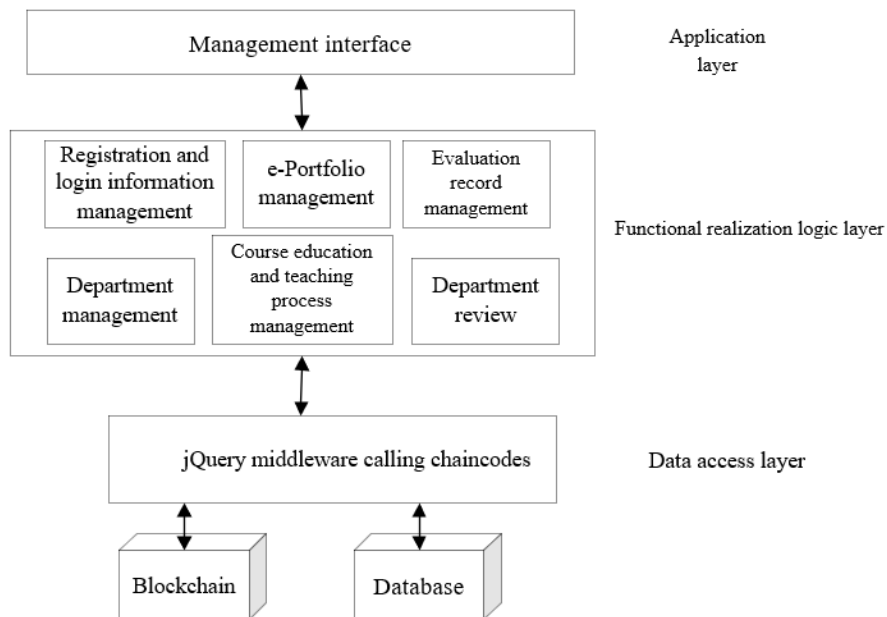 Management interface
Application
layer
Registration and
login information
management
e-Portfolio
management
Evaluation
record
management
Functional realization logic layer
Department
management
Course education
and teaching
process
management
Department
review
jQuery middleware calling chaincodes
Data access layer
Blockchain
Database